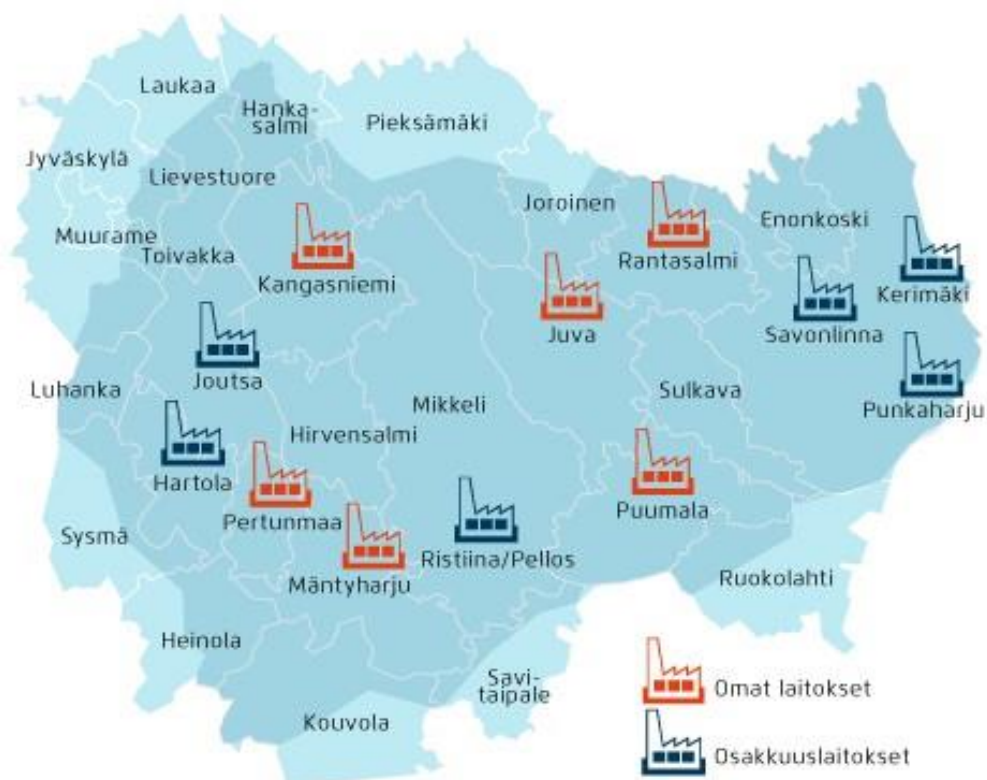 Laukaa
Hanka-
salmi
Pieksämäki
Jyväskylä
Lievestuore
Joroinen
Enonkoski
Muurame
Toivakka
Kangasniemi
Rantasalmi
Kerimäki
Juva
Savonlinna
Joutsa
Luhanka
Mikkeli
Sulkava
Punkaharju
Hirvensalmi
Hartola
Pertunmaa
Puumala
Sysmä
Mäntyharju
Ristiina/Pellos
Ruokolahti
Heinola
Savi-
taipale
Kouvola
Omat laitokset
Osakkuuslaitokset